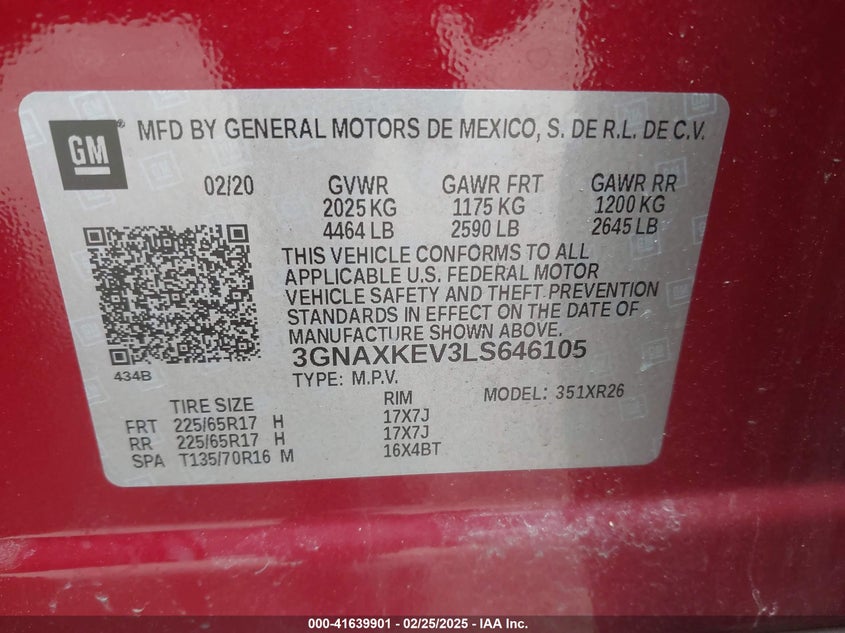 GM
MFD BY GENERAL MOTORS DE MEXICO, S. DE R.L. DE C.V.
02/20 GVWR GAWR FRT GAWR RR
2025 KG 1175 KG 1200 KG
4464 LB 2590 LB 2645 LB
THIS VEHICLE CONFORMS TO ALL
APPLICABLE U.S. FEDERAL MOTOR
VEHICLE SAFETY AND THEFT PREVENTION
STANDARDS IN EFFECT ON THE DATE OF
MANUFACTURE SHOWN ABOVE.
3GNAXKEV3LS646105
434B
TYPE: M.P.V. MODEL: 351XR26
TIRE SIZE RIM
FRT 225/65R17 H 17X7J
RR 225/65R17 H 17X7J
SPA T135/70R16 M 16X4BT
000-41639901 - 02/25/2025 - IAA Inc.